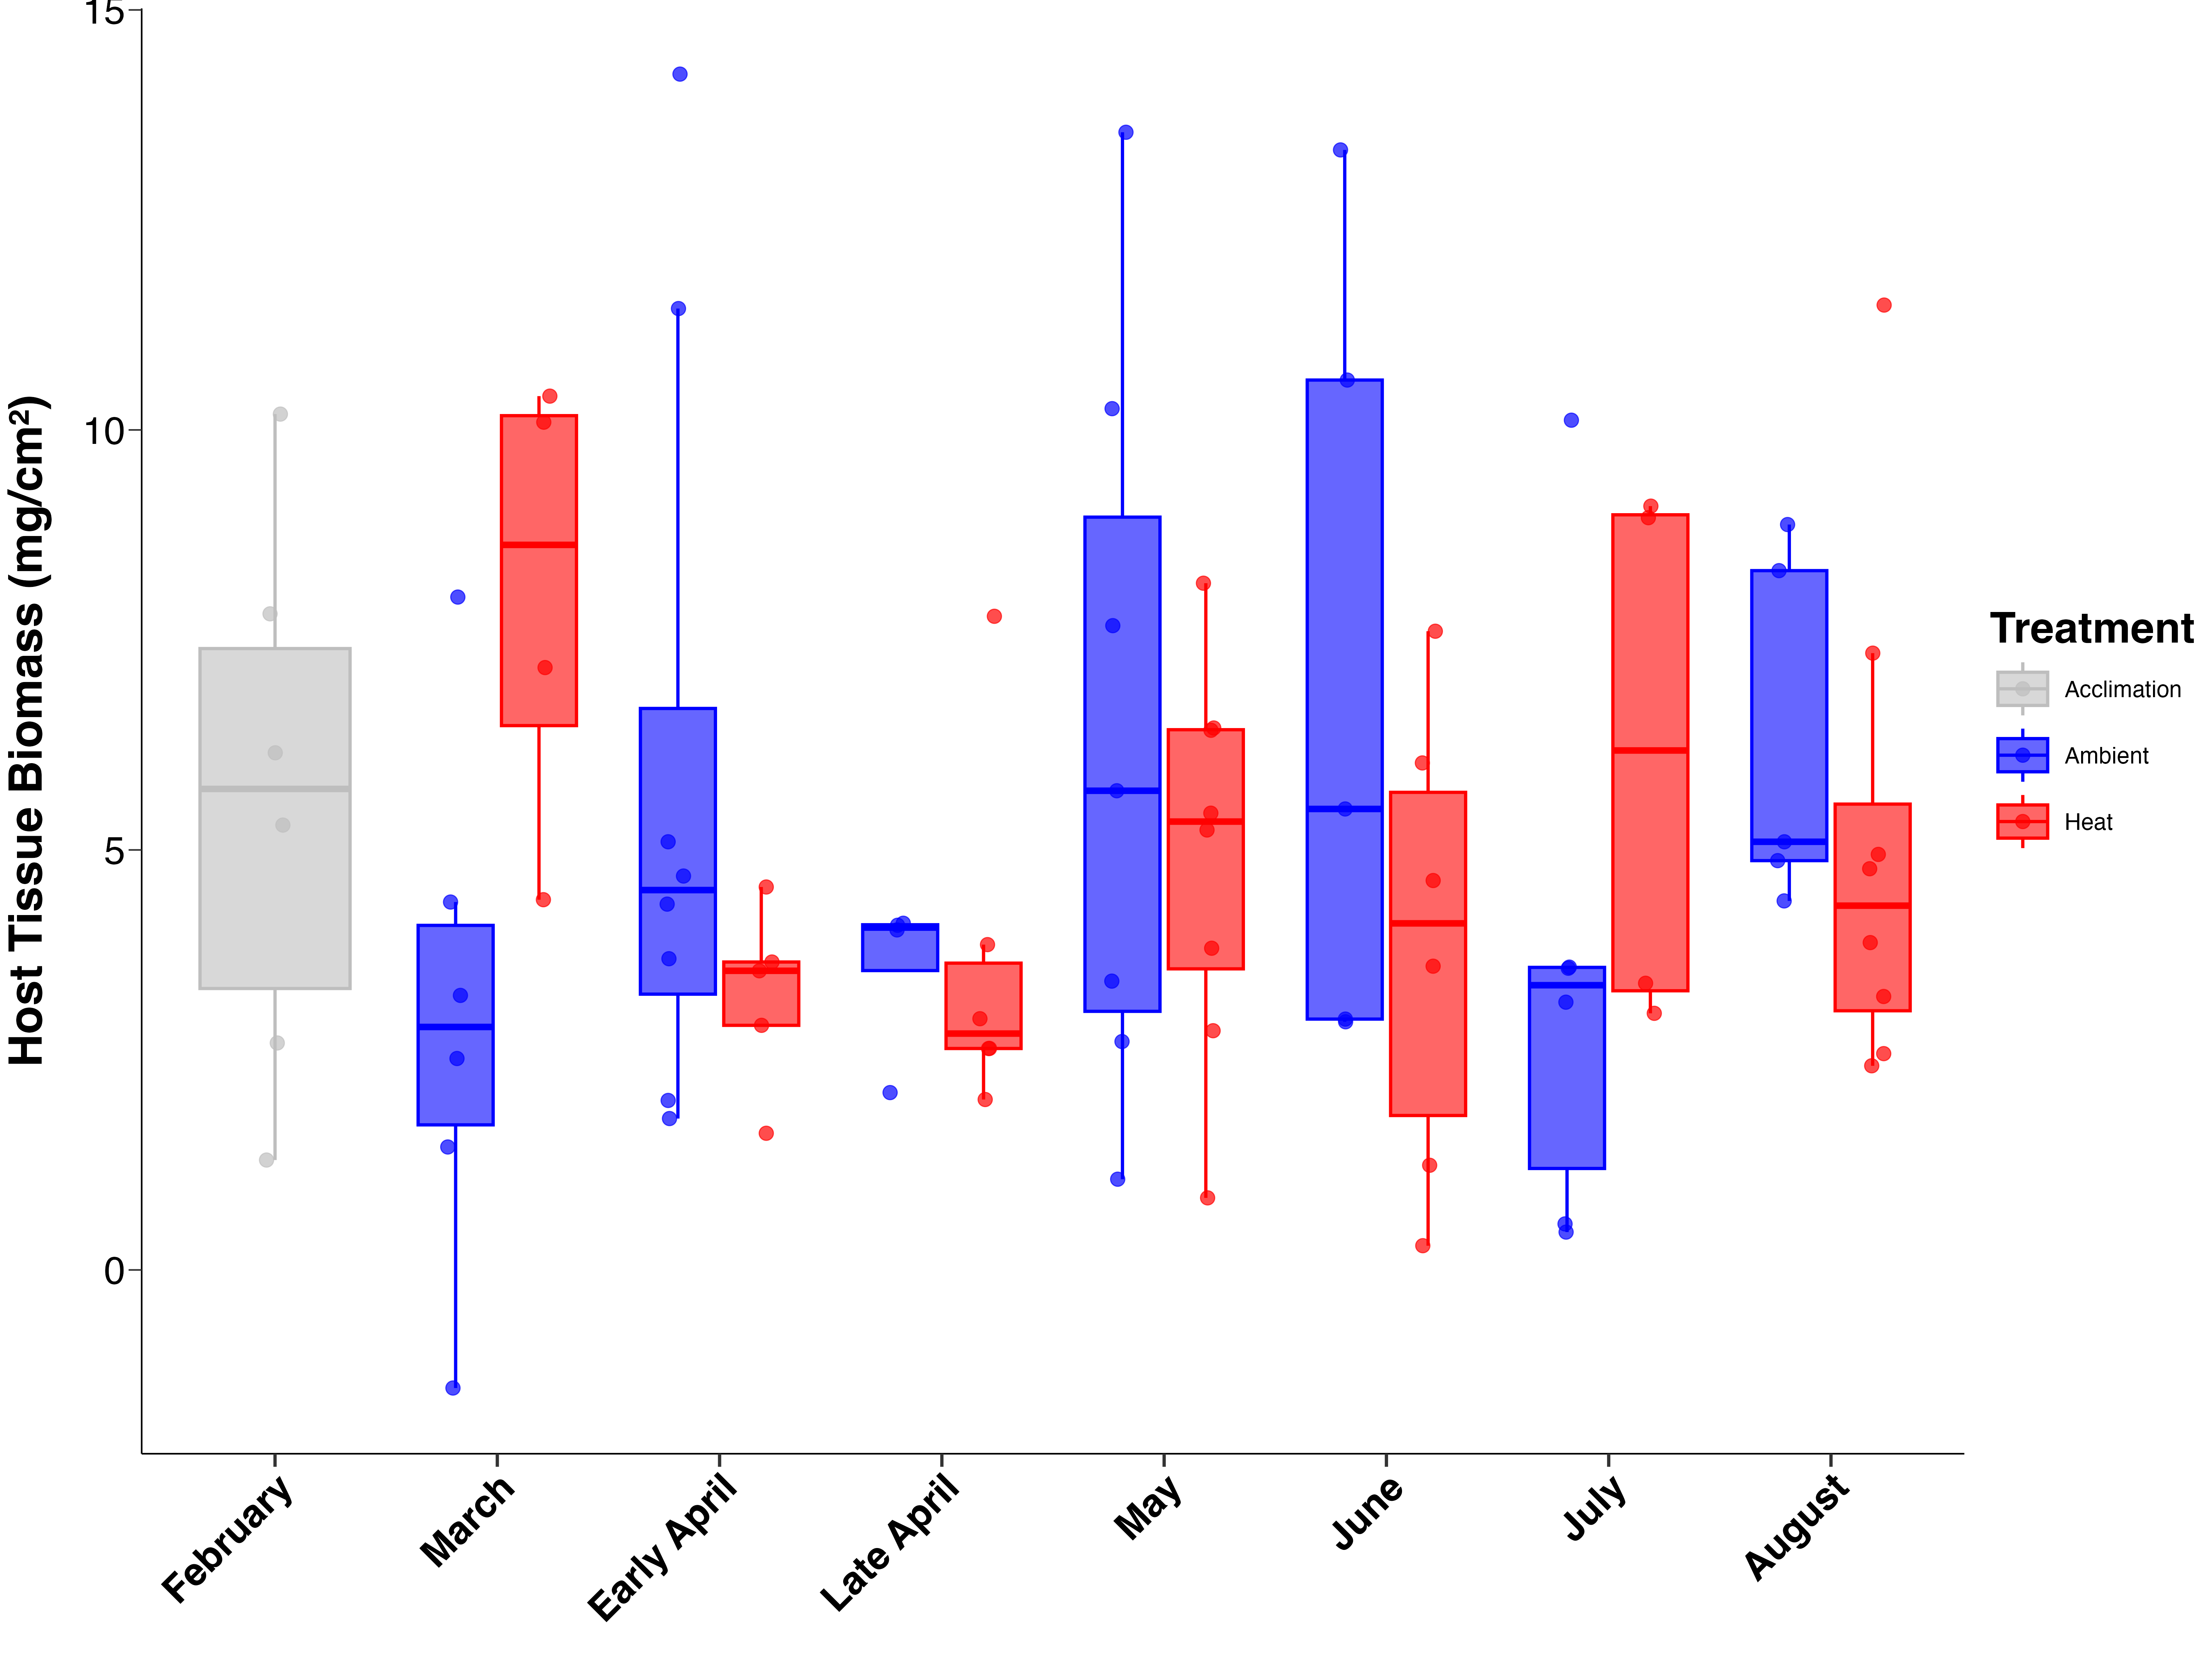 Host Tissue Biomass (mg/cm²)
15
10
5
0
February
March
Early April
Late April
May
June
July
August
Treatment
Acclimation
Ambient
Heat